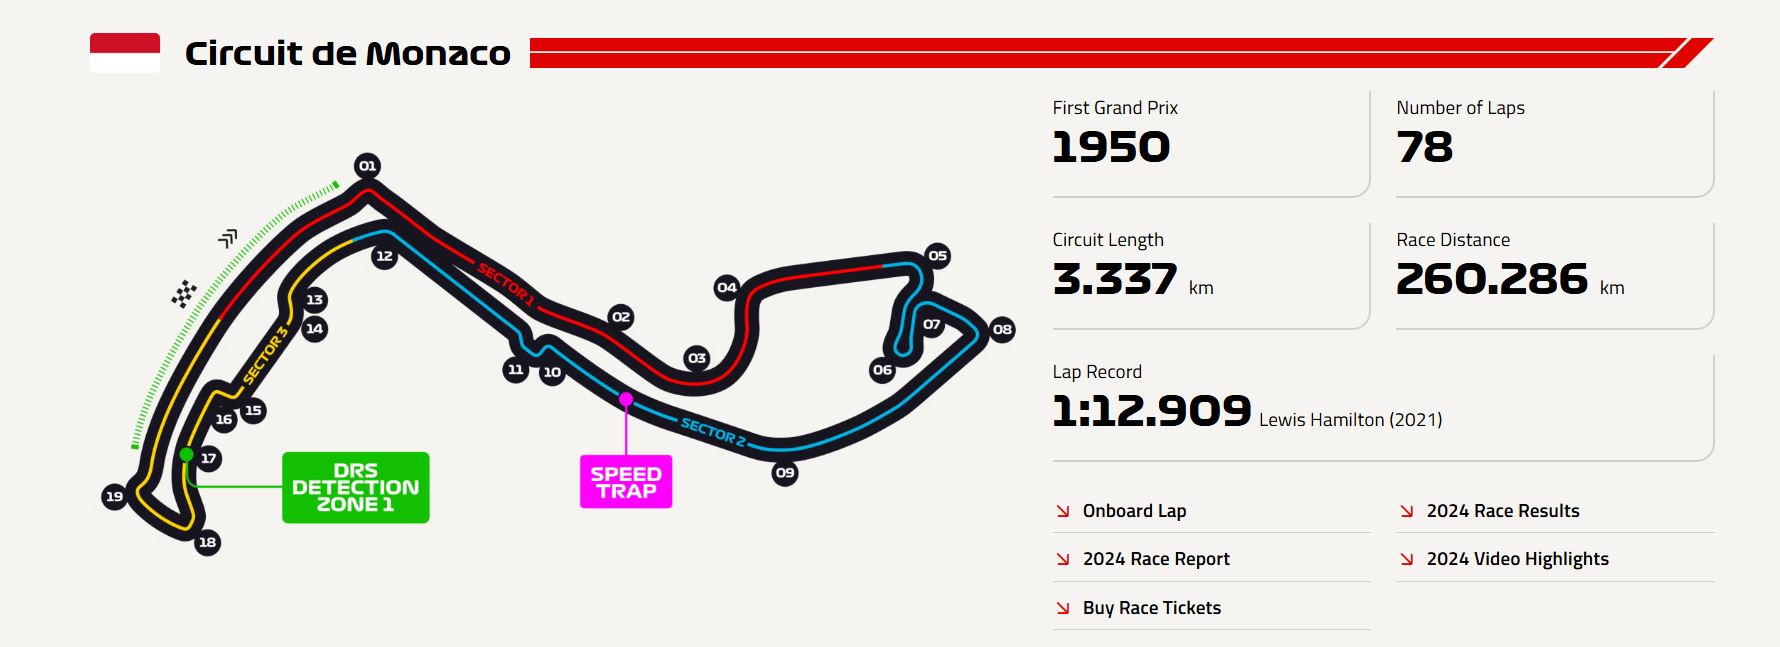 Circuit de Monaco
First Grand Prix
1950
Number of Laps
78
Circuit Length
3.337 km
Race Distance
260.286 km
Lap Record
1:12.909 Lewis Hamilton (2021)
Onboard Lap
2024 Race Results
2024 Race Report
2024 Video Highlights
Buy Race Tickets
01
02
03
04
05
06
07
08
09
10
11
12
13
14
15
16
17
18
19
SECTOR 1
SECTOR 2
SECTOR 3
SPEED
TRAP
DRS
DETECTION
ZONE 1